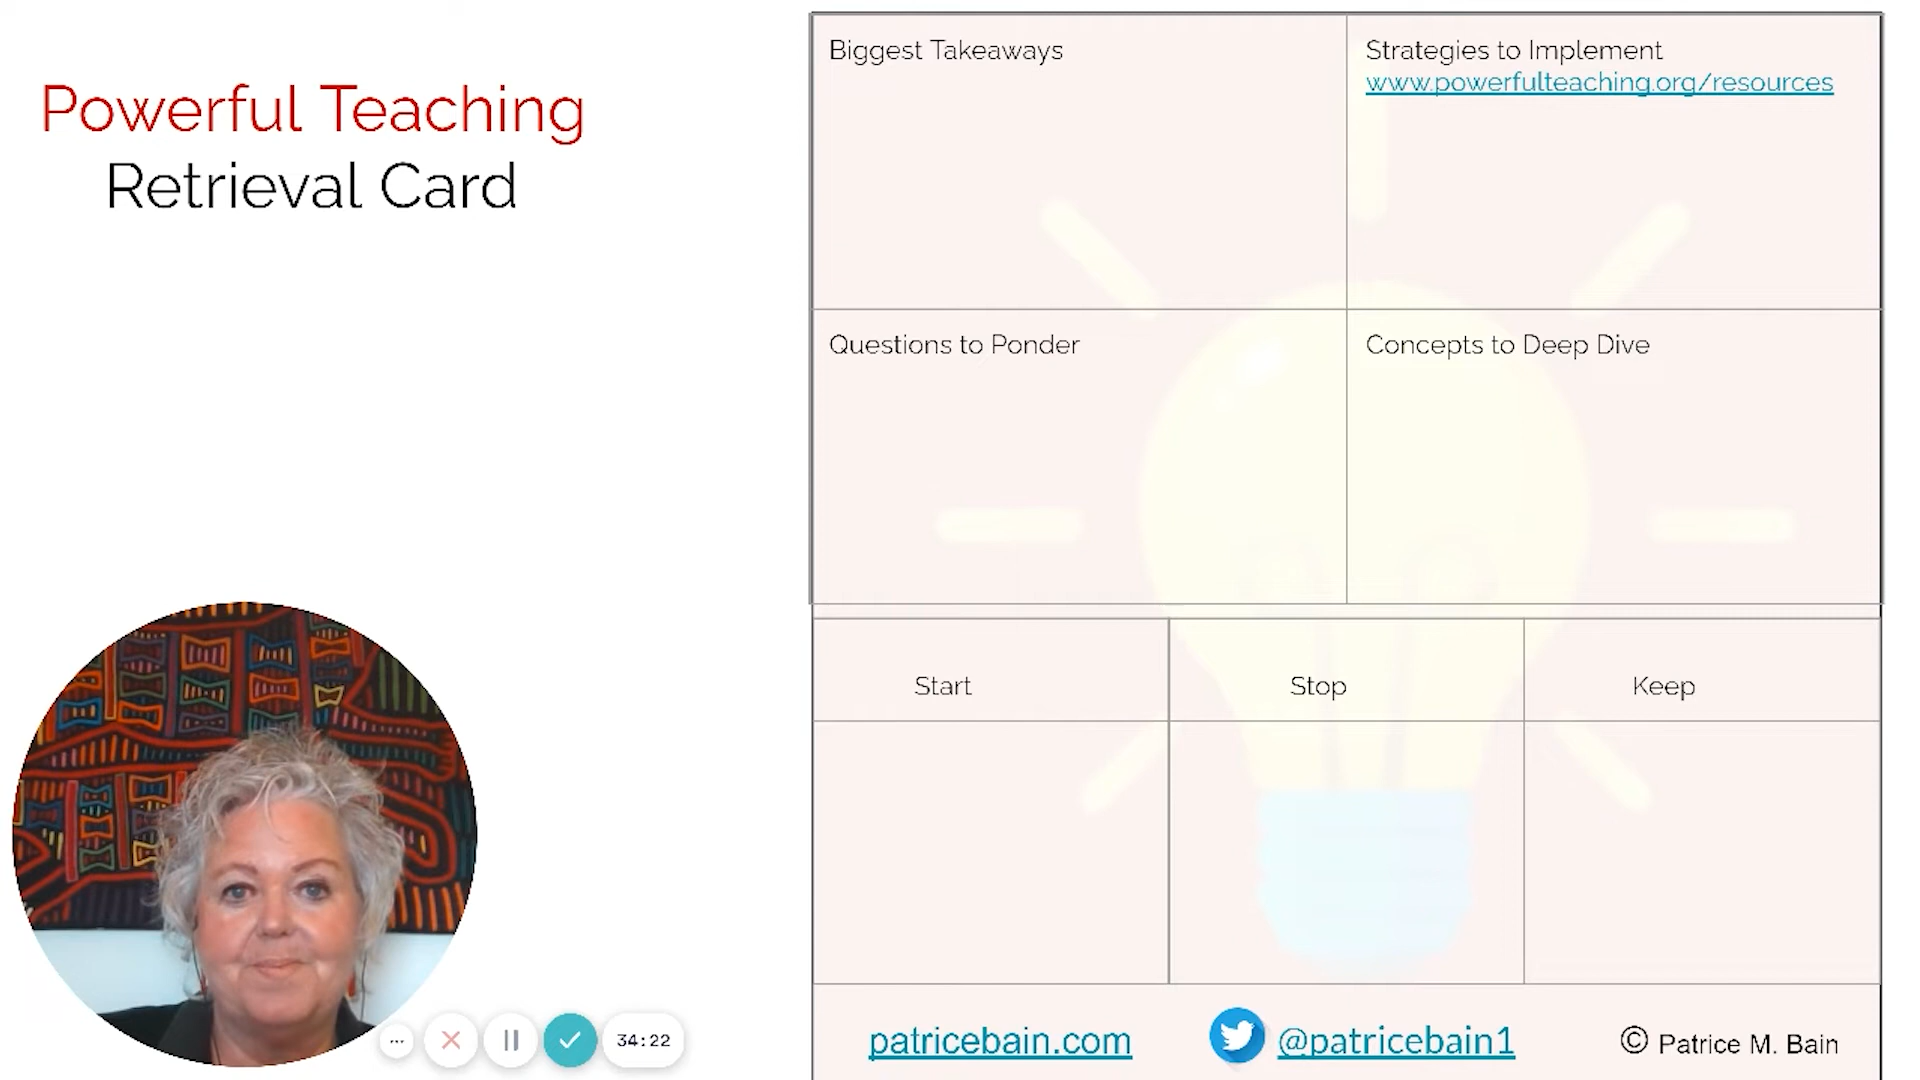 Powerful Teaching
Retrieval Card
Biggest Takeaways
Strategies to Implement
www.powerfulteaching.org/resources
Questions to Ponder
Concepts to Deep Dive
Start
Stop
Keep
34:22
patricebain.com
@patricebain1
© Patrice M. Bain